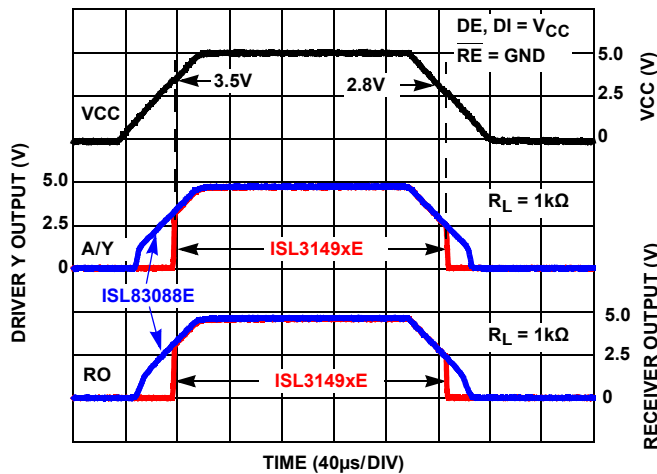 DE, DI = VCC
RE = GND
5.0
2.5
0
VCC (V)
3.5V
2.8V
VCC
DRIVER Y OUTPUT (V)
5.0
2.5
0
A/Y
RL = 1kΩ
ISL3149xE
ISL83088E
RO
RL = 1kΩ
ISL3149xE
5.0
2.5
0
RECEIVER OUTPUT (V)
TIME (40µs/DIV)